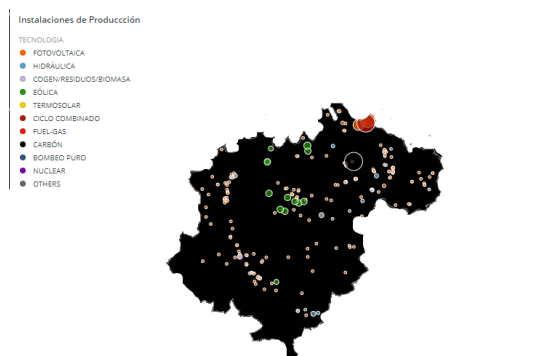 Instalaciones de Produccción
TECNOLOGIA
FOTOVOLTAICA
HIDRÁULICA
COGEN/RESIDUOS/BIOMASA
EÓLICA
TERMOSOLAR
CICLO COMBINADO
FUEL-GAS
CARBÓN
BOMBEO PURO
NUCLEAR
OTHERS